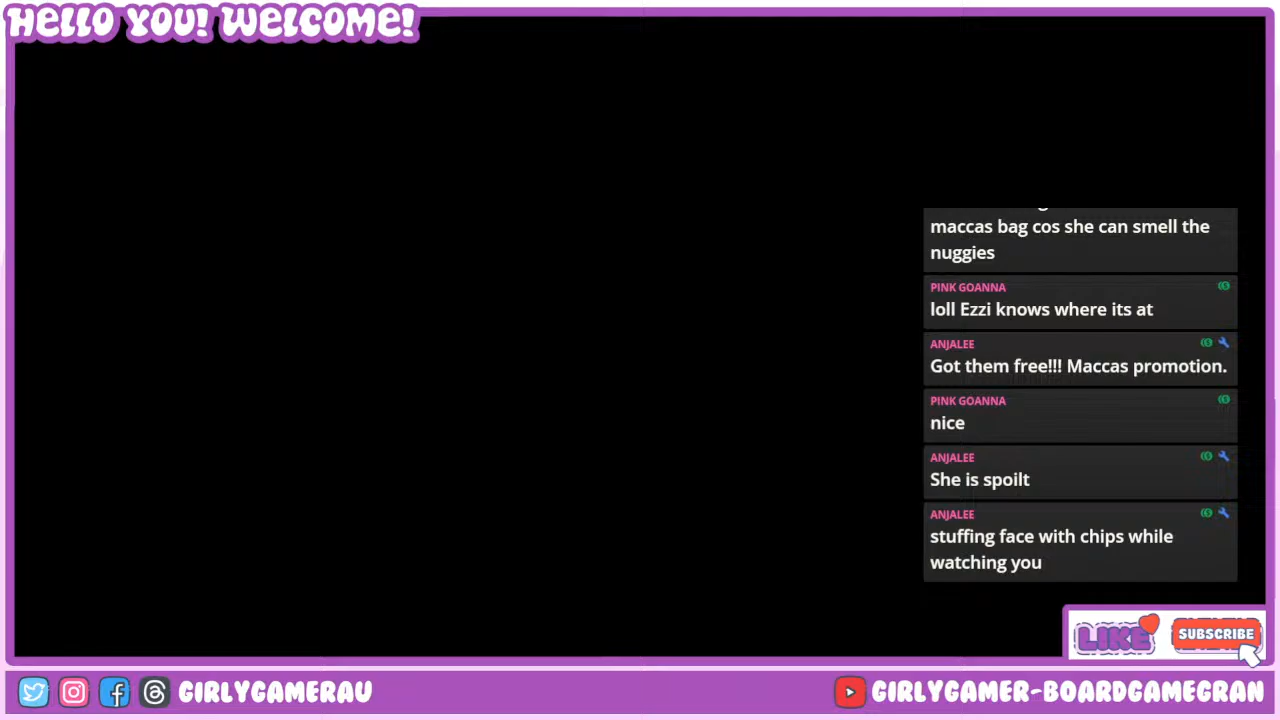 HELLO YOU! WELCOME!
maccas bag cos she can smell the
nuggies
PINK GOANNA
loll Ezzi knows where its at
ANJALEE
Got them free!!! Maccas promotion.
PINK GOANNA
nice
ANJALEE
She is spoilt
ANJALEE
stuffing face with chips while
watching you
LIKE
SUBSCRIBE
GIRLYGAMERAU
GIRLYGAMER-BOARDGAMEGRAN